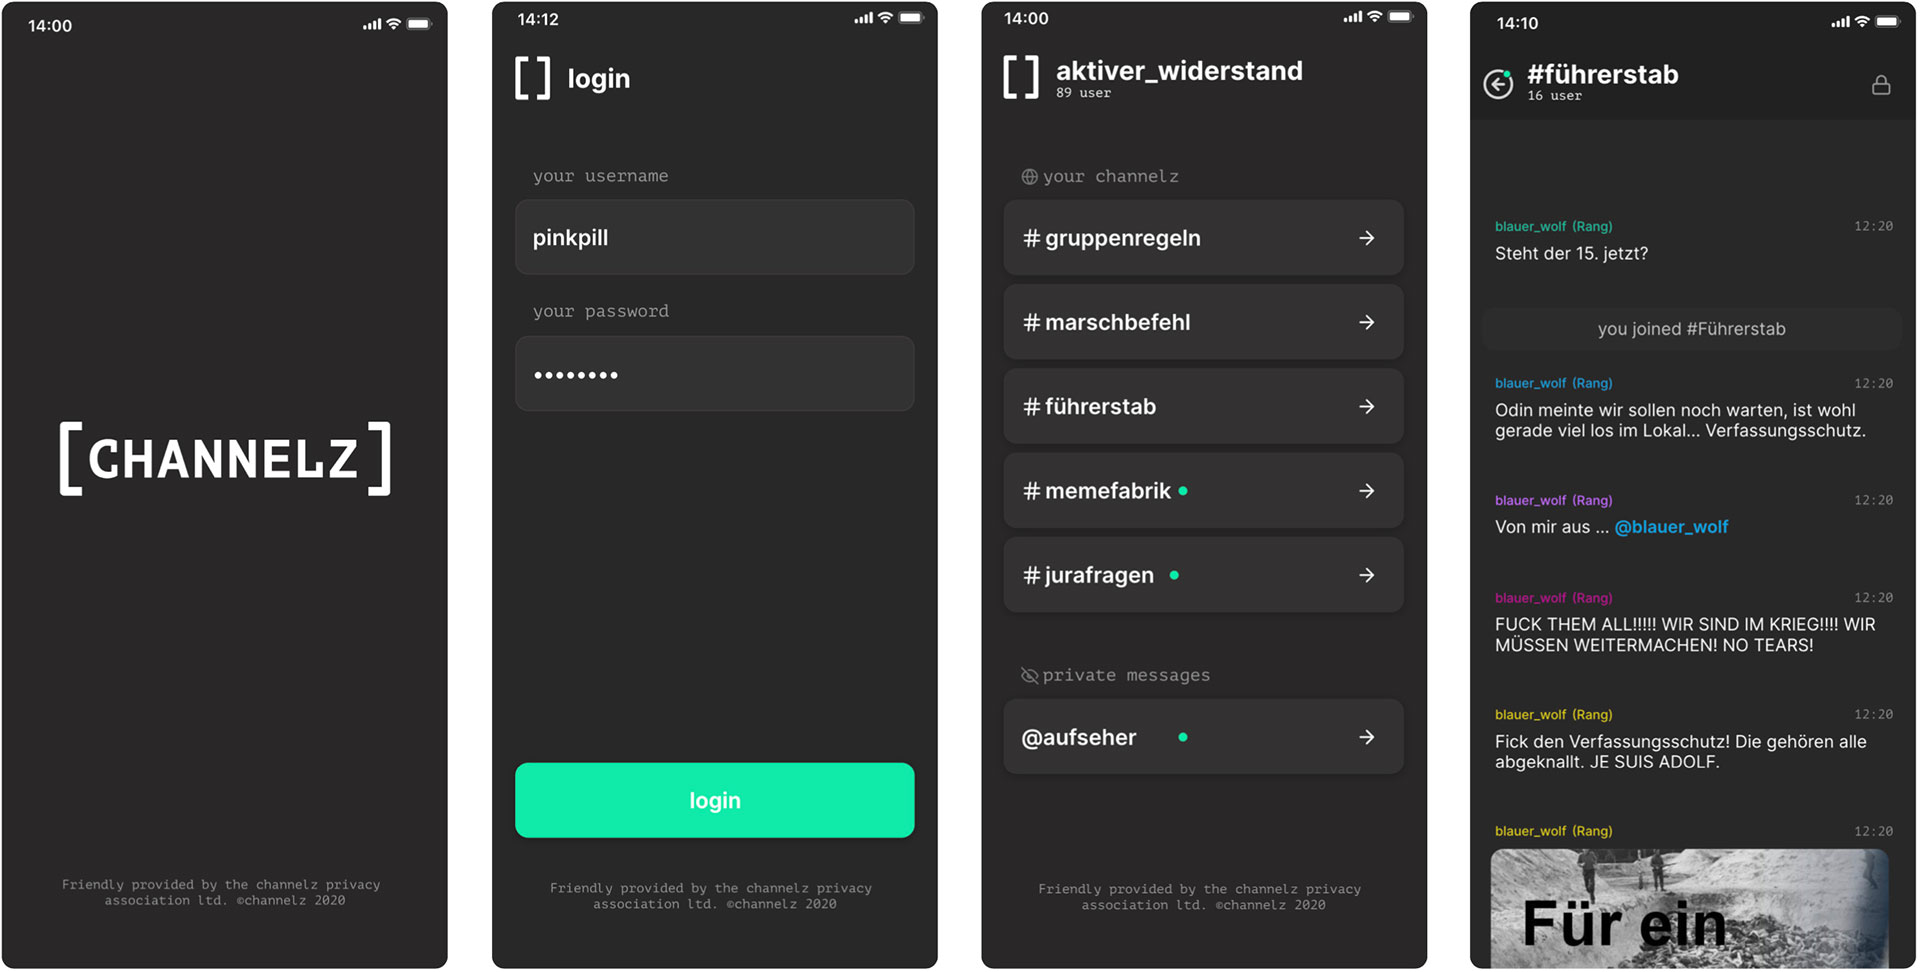 14:00
[CHANNELZ]
Friendly provided by the channelz privacy
association ltd. ©channelz 2020
14:12
[] login
your username
pinkpill
your password
••••••••
login
Friendly provided by the channelz privacy
association ltd. ©channelz 2020
14:00
[] aktiver_widerstand
89 user
your channelz
#gruppenregeln
#marschbefehl
#führerstab
#memefabrik
#jurafragen
private messages
@aufseher
Friendly provided by the channelz privacy
association ltd. ©channelz 2020
14:10
#führerstab
16 user
blauer_wolf (Rang) 12:20
Steht der 15. jetzt?
you joined #Führerstab
blauer_wolf (Rang) 12:20
Odin meinte wir sollen noch warten, ist wohl
gerade viel los im Lokal... Verfassungsschutz.
blauer_wolf (Rang) 12:20
Von mir aus ... @blauer_wolf
blauer_wolf (Rang) 12:20
FUCK THEM ALL!!!!! WIR SIND IM KRIEG!!!! WIR
MÜSSEN WEITERMACHEN! NO TEARS!
blauer_wolf (Rang) 12:20
Fick den Verfassungsschutz! Die gehören alle
abgeknallt. JE SUIS ADOLF.
blauer_wolf (Rang) 12:20
Für ein